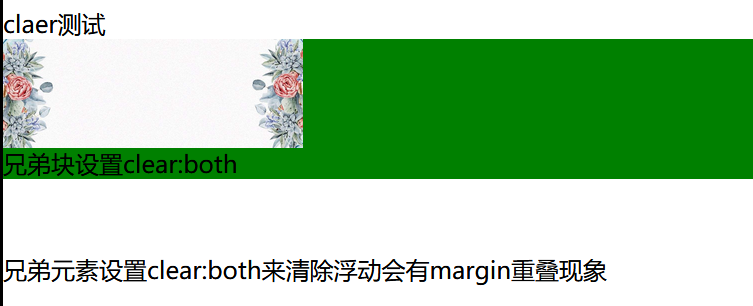 claer测试
兄弟块设置clear:both
兄弟元素设置clear:both来清除浮动会有margin重叠现象